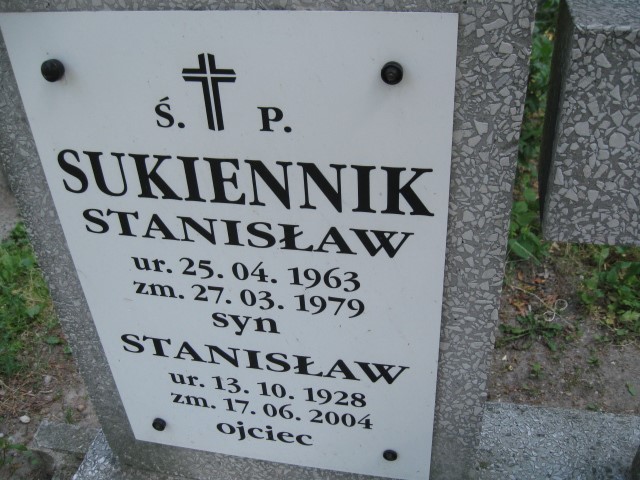 Ś. P.
SUKIENNIK
STANISŁAW
ur. 25. 04. 1963
zm. 27. 03. 1979
syn
STANISŁAW
ur. 13. 10. 1928
zm. 17. 06. 2004
ojciec